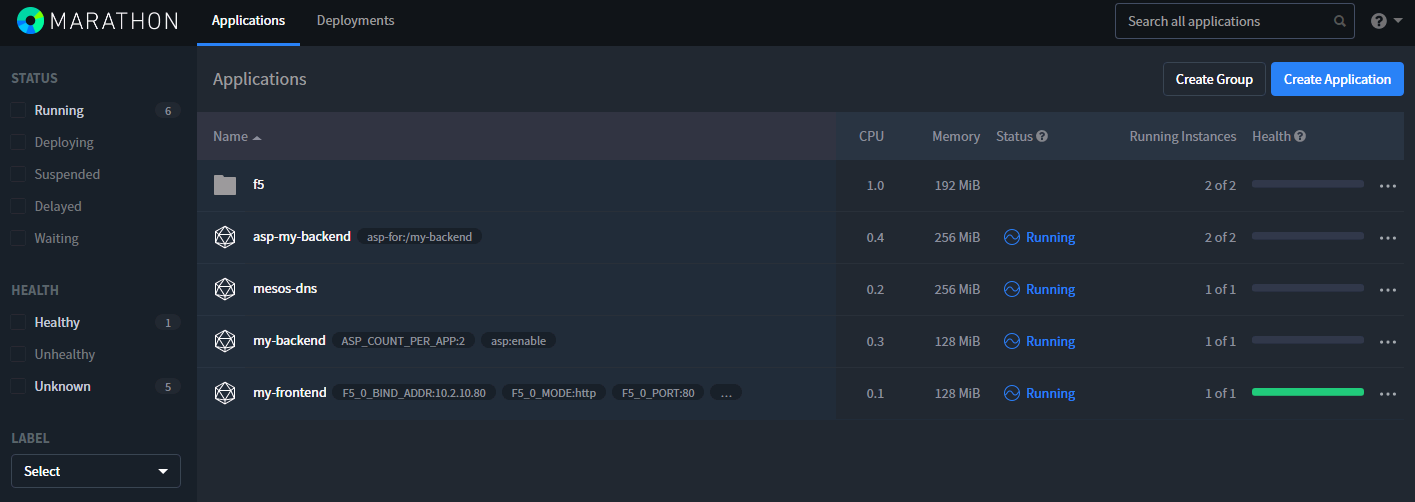 MARATHON Applications Deployments Search all applications
STATUS
Running 6
Deploying
Suspended
Delayed
Waiting
HEALTH
Healthy 1
Unhealthy
Unknown 5
LABEL
Select
Applications Create Group Create Application
Name CPU Memory Status Running Instances Health
f5 1.0 192 MiB 2 of 2
asp-my-backend asp-for:/my-backend 0.4 256 MiB Running 2 of 2
mesos-dns 0.2 256 MiB Running 1 of 1
my-backend ASP_COUNT_PER_APP:2 asp:enable 0.3 128 MiB Running 1 of 1
my-frontend F5_0_BIND_ADDR:10.2.10.80 F5_0_MODE:http F5_0_PORT:80 ... 0.1 128 MiB Running 1 of 1